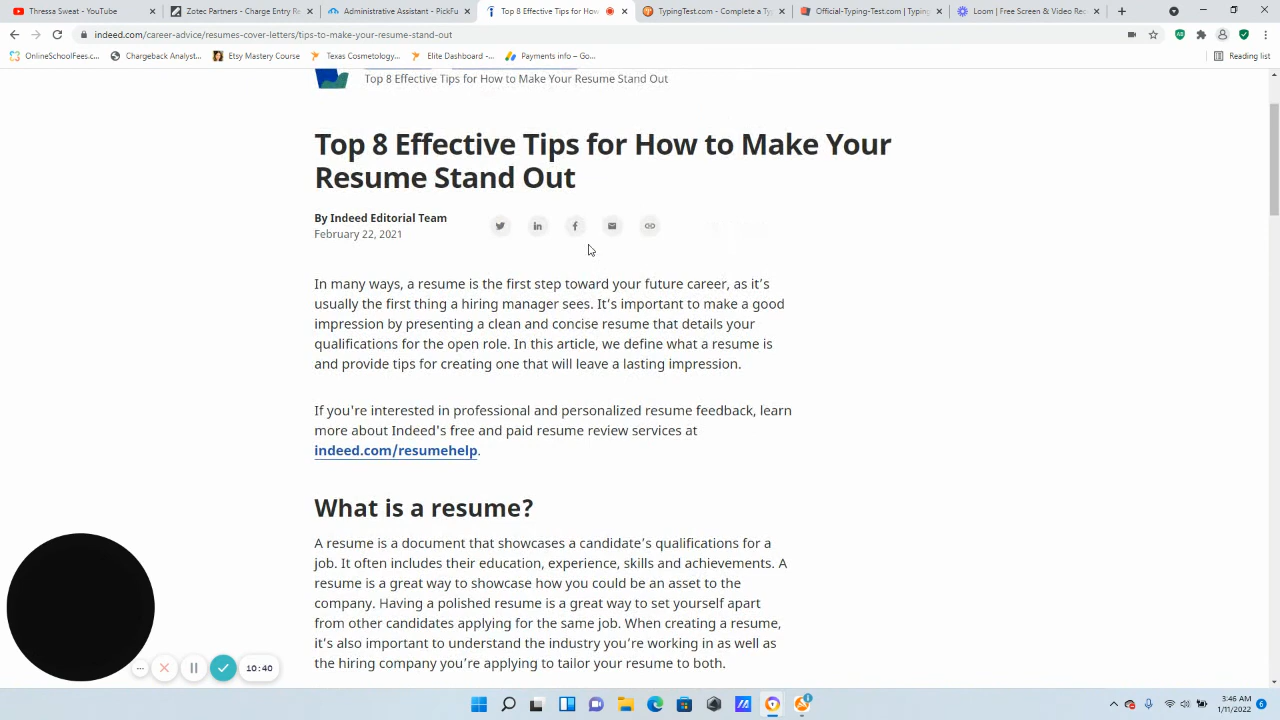 Thressa Sweet - YouTube
Zotec Partners - Charge Entry Re
Administrative Assistant - PickUp
Top 8 Effective Tips for How
TypingTest.com - Complete a Ty
Official-Typing-Test.com | Typing
Loom | Free Screen & Video Rec
indeed.com/career-advice/resumes-cover-letters/tips-to-make-your-resume-stand-out
OnlineSchoolFees.c...
Chargeback Analyst...
Etsy Mastery Course
Texas Cosmetology...
Elite Dashboard -...
Payments info – Go...
Reading list
Top 8 Effective Tips for How to Make Your Resume Stand Out
Top 8 Effective Tips for How to Make Your
Resume Stand Out
By Indeed Editorial Team
February 22, 2021
In many ways, a resume is the first step toward your future career, as it’s
usually the first thing a hiring manager sees. It’s important to make a good
impression by presenting a clean and concise resume that details your
qualifications for the open role. In this article, we define what a resume is
and provide tips for creating one that will leave a lasting impression.
If you're interested in professional and personalized resume feedback, learn
more about Indeed's free and paid resume review services at
indeed.com/resumehelp.
What is a resume?
A resume is a document that showcases a candidate’s qualifications for a
job. It often includes their education, experience, skills and achievements. A
resume is a great way to showcase how you could be an asset to the
company. Having a polished resume is a great way to set yourself apart
from other candidates applying for the same job. When creating a resume,
it’s also important to understand the industry you’re working in as well as
the hiring company you’re applying to tailor your resume to both.
10:40
3:46 AM
1/1/2022